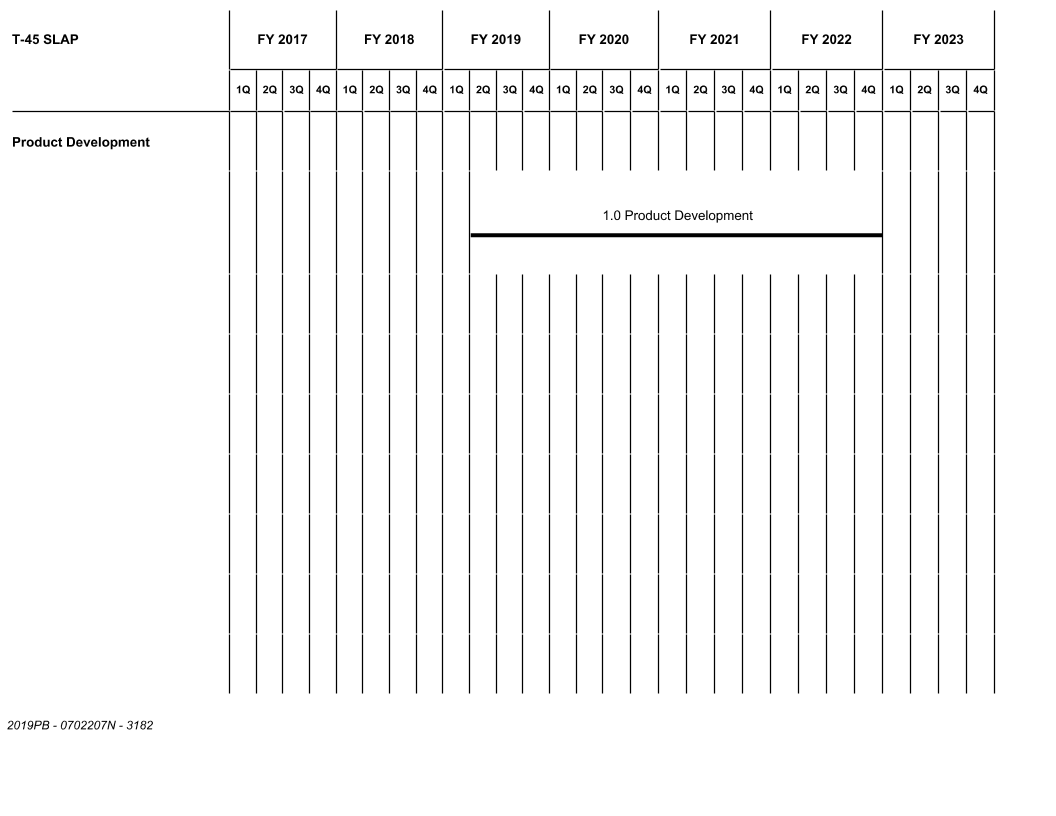 T-45 SLAP FY 2017 FY 2018 FY 2019 FY 2020 FY 2021 FY 2022 FY 2023
1Q 2Q 3Q 4Q 1Q 2Q 3Q 4Q 1Q 2Q 3Q 4Q 1Q 2Q 3Q 4Q 1Q 2Q 3Q 4Q 1Q 2Q 3Q 4Q 1Q 2Q 3Q 4Q
Product Development
1.0 Product Development
2019PB - 0702207N - 3182